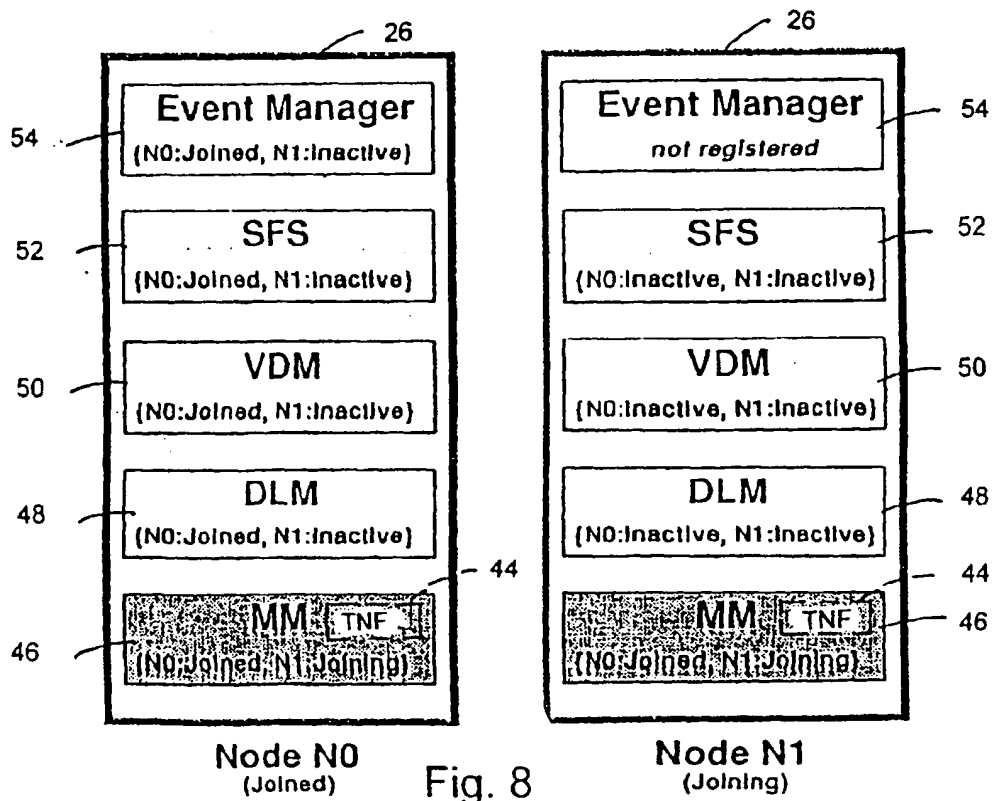 26
Event Manager
54
{N0:Joined, N1:Inactive}
SFS
52
{N0:Joined, N1:Inactive}
VDM
50
{N0:Joined, N1:Inactive}
DLM
48
{N0:Joined, N1:Inactive}
44
MM
TNF
46
{N0:Joined, N1:Joining}
Node N0
(Joined)
26
Event Manager
54
not registered
SFS
52
{N0:Inactive, N1:Inactive}
VDM
50
{N0:Inactive, N1:Inactive}
DLM
48
{N0:Inactive, N1:Inactive}
44
MM
TNF
46
{N0:Joined, N1:Joining}
Node N1
(Joining)
Fig. 8